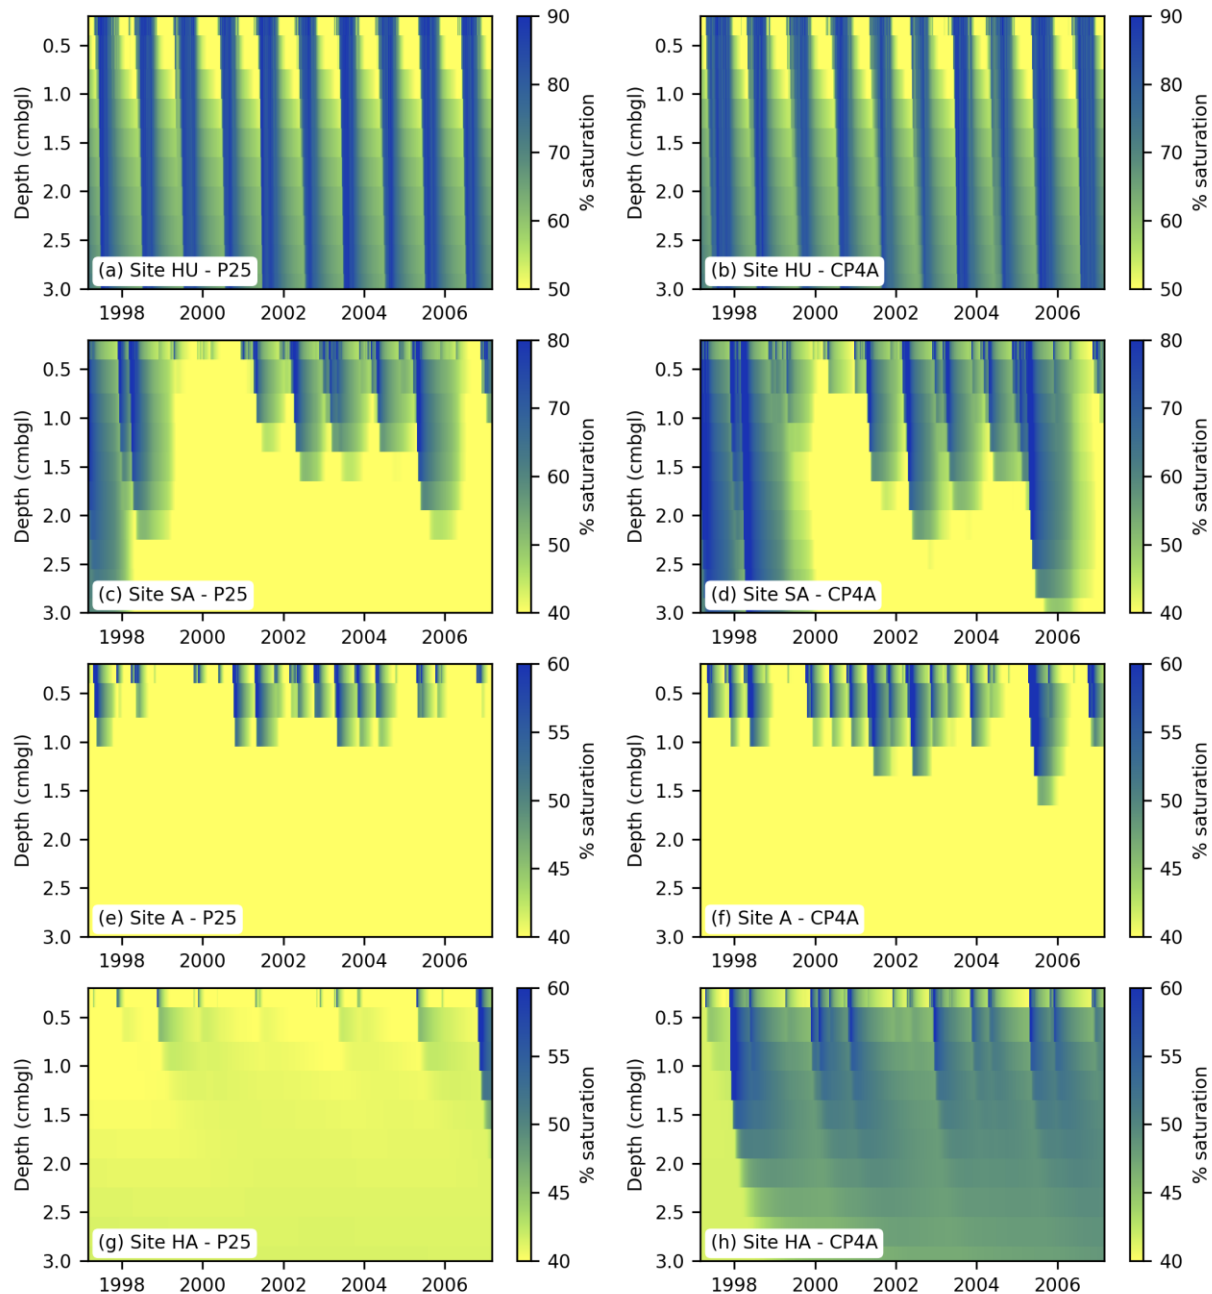 0.5
1.0
1.5
2.0
2.5
3.0
Depth (cmbgl)
(a) Site HU - P25
1998 2000 2002 2004 2006
90
80
70
60
50
% saturation
0.5
1.0
1.5
2.0
2.5
3.0
Depth (cmbgl)
(b) Site HU - CP4A
1998 2000 2002 2004 2006
90
80
70
60
50
% saturation
0.5
1.0
1.5
2.0
2.5
3.0
Depth (cmbgl)
(c) Site SA - P25
1998 2000 2002 2004 2006
80
70
60
50
40
% saturation
0.5
1.0
1.5
2.0
2.5
3.0
Depth (cmbgl)
(d) Site SA - CP4A
1998 2000 2002 2004 2006
80
70
60
50
40
% saturation
0.5
1.0
1.5
2.0
2.5
3.0
Depth (cmbgl)
(e) Site A - P25
1998 2000 2002 2004 2006
60
55
50
45
40
% saturation
0.5
1.0
1.5
2.0
2.5
3.0
Depth (cmbgl)
(f) Site A - CP4A
1998 2000 2002 2004 2006
60
55
50
45
40
% saturation
0.5
1.0
1.5
2.0
2.5
3.0
Depth (cmbgl)
(g) Site HA - P25
1998 2000 2002 2004 2006
60
55
50
45
40
% saturation
0.5
1.0
1.5
2.0
2.5
3.0
Depth (cmbgl)
(h) Site HA - CP4A
1998 2000 2002 2004 2006
60
55
50
45
40
% saturation